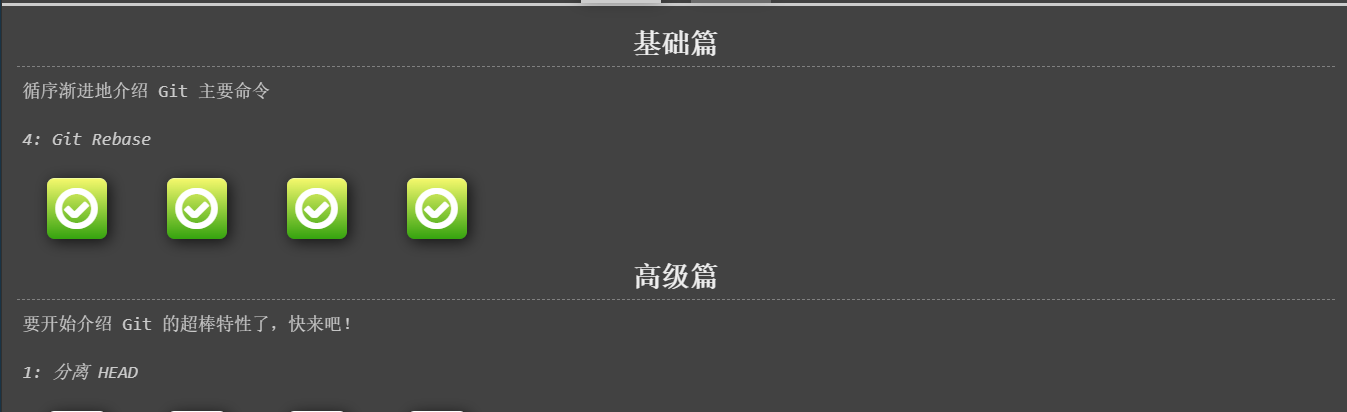 基础篇
循序渐进地介绍 Git 主要命令
4: Git Rebase
高级篇
要开始介绍 Git 的超棒特性了，快来吧！
1: 分离 HEAD